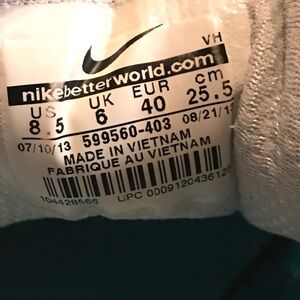 VH
nikebetterworld.com
US UK EUR cm
8.5 6 40 25.5
599560-403
07/10/13 08/21/13
MADE IN VIETNAM
FABRIQUE AU VIETNAM
104428566
UPC